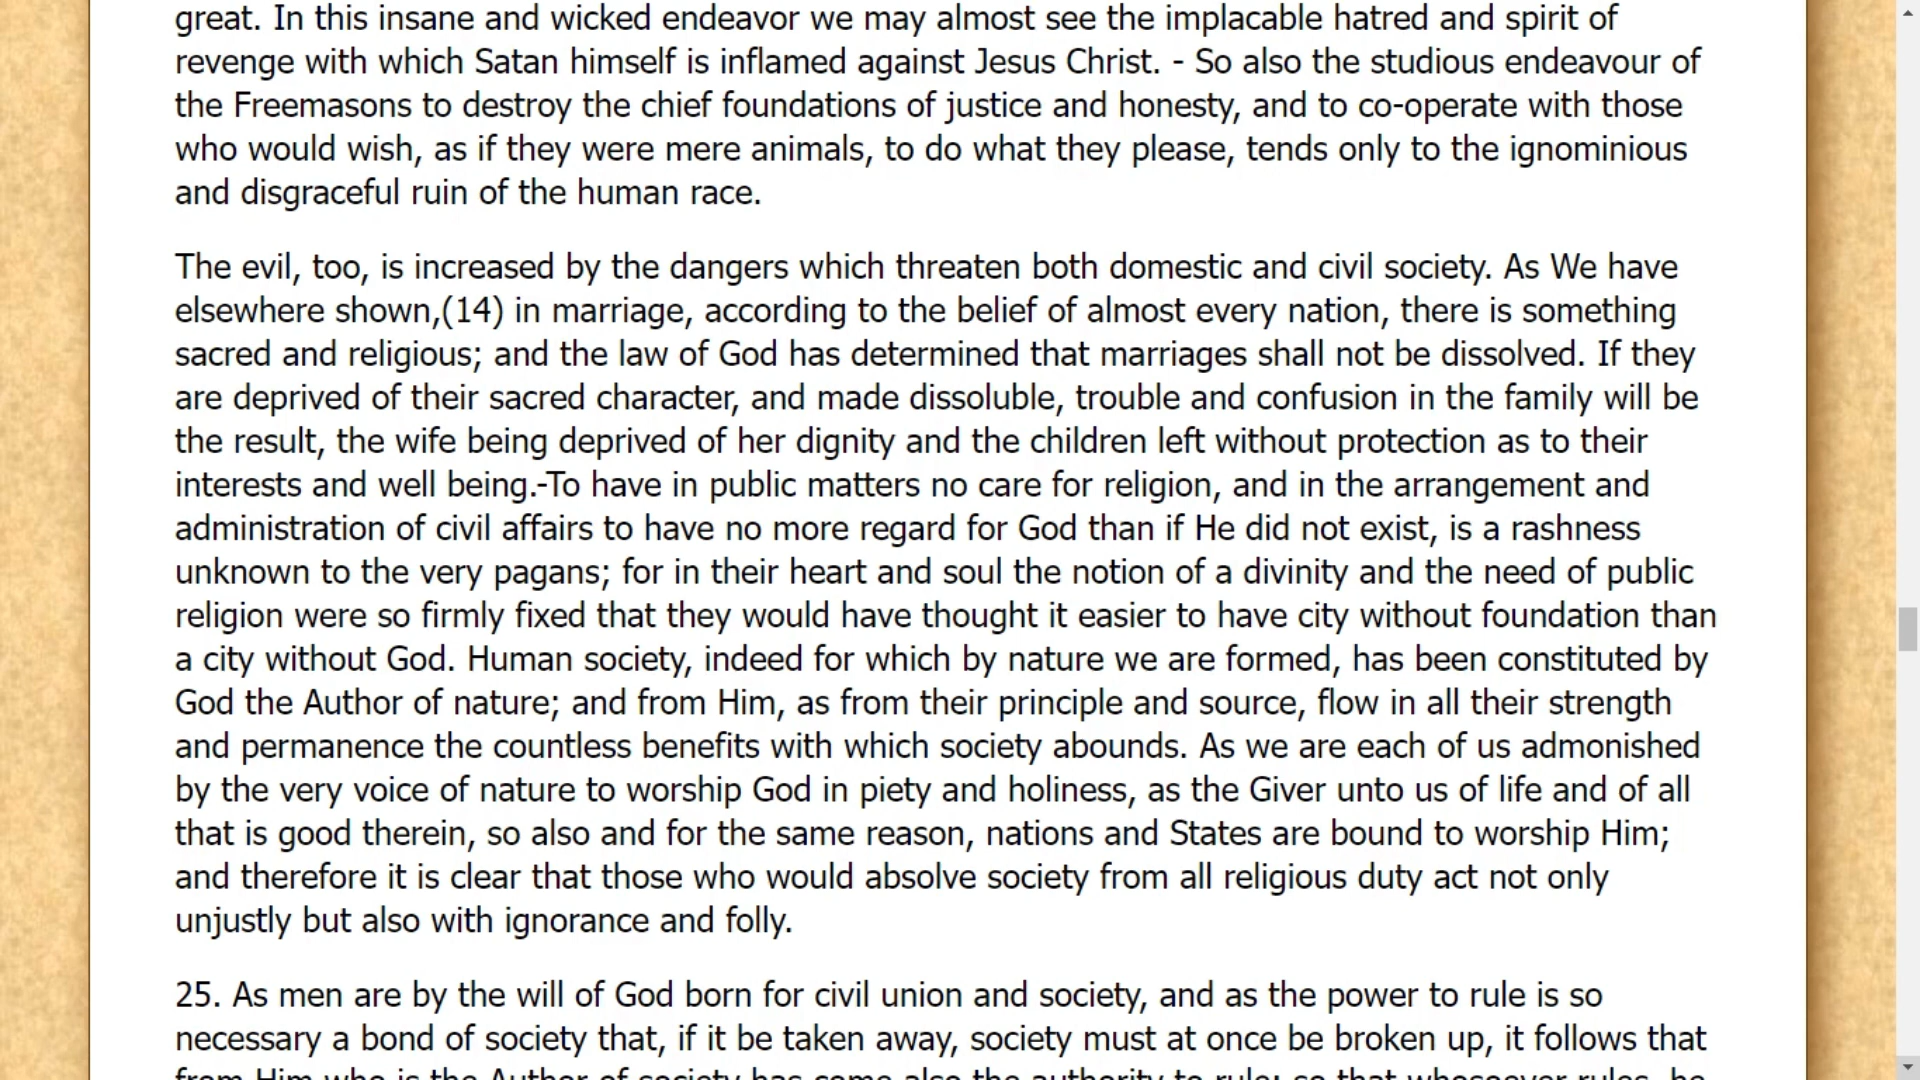 great. In this insane and wicked endeavor we may almost see the implacable hatred and spirit of
revenge with which Satan himself is inflamed against Jesus Christ. - So also the studious endeavour of
the Freemasons to destroy the chief foundations of justice and honesty, and to co-operate with those
who would wish, as if they were mere animals, to do what they please, tends only to the ignominious
and disgraceful ruin of the human race.
The evil, too, is increased by the dangers which threaten both domestic and civil society. As We have
elsewhere shown,(14) in marriage, according to the belief of almost every nation, there is something
sacred and religious; and the law of God has determined that marriages shall not be dissolved. If they
are deprived of their sacred character, and made dissoluble, trouble and confusion in the family will be
the result, the wife being deprived of her dignity and the children left without protection as to their
interests and well being.-To have in public matters no care for religion, and in the arrangement and
administration of civil affairs to have no more regard for God than if He did not exist, is a rashness
unknown to the very pagans; for in their heart and soul the notion of a divinity and the need of public
religion were so firmly fixed that they would have thought it easier to have city without foundation than
a city without God. Human society, indeed for which by nature we are formed, has been constituted by
God the Author of nature; and from Him, as from their principle and source, flow in all their strength
and permanence the countless benefits with which society abounds. As we are each of us admonished
by the very voice of nature to worship God in piety and holiness, as the Giver unto us of life and of all
that is good therein, so also and for the same reason, nations and States are bound to worship Him;
and therefore it is clear that those who would absolve society from all religious duty act not only
unjustly but also with ignorance and folly.
25. As men are by the will of God born for civil union and society, and as the power to rule is so
necessary a bond of society that, if it be taken away, society must at once be broken up, it follows that
from Him who is the Author of society has come also the authority to rule; so that whosoever rules, he